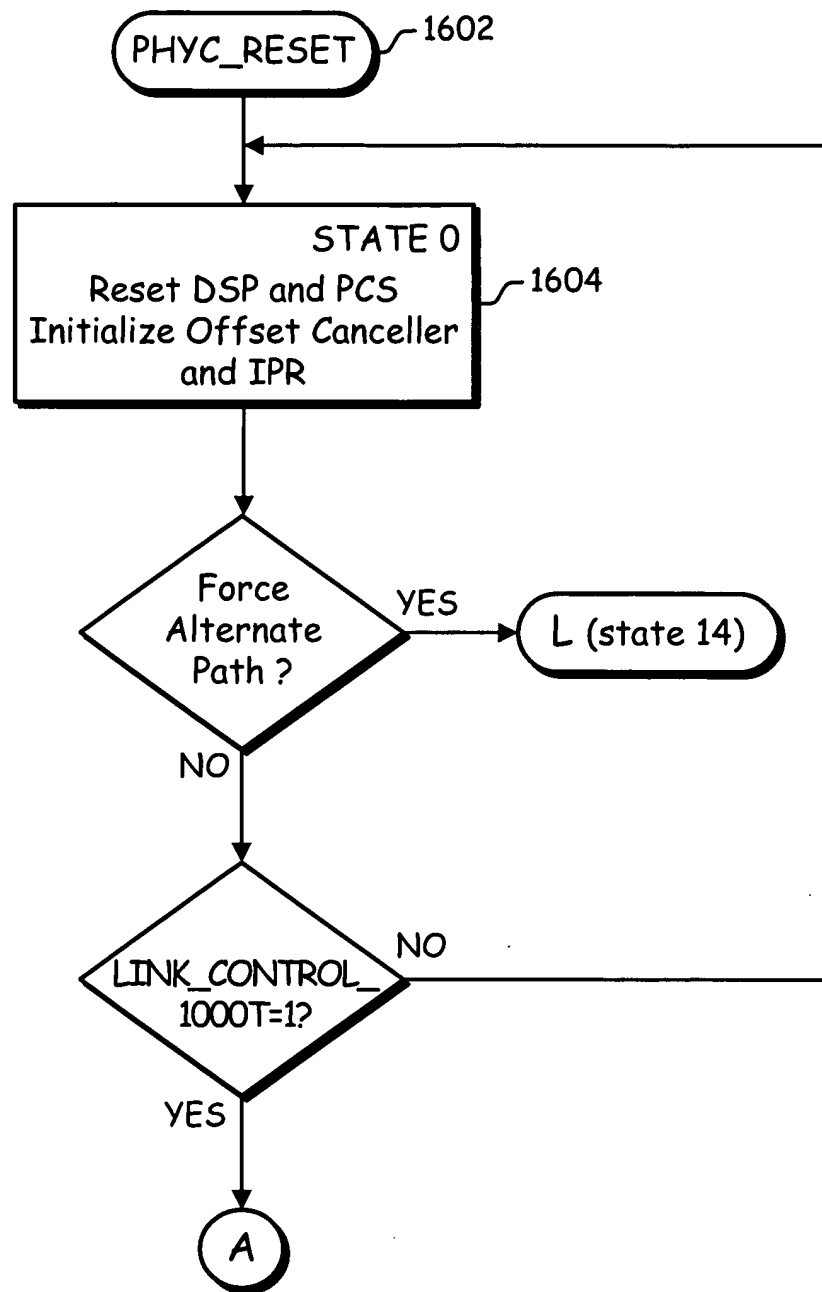 PHYC_RESET
1602
STATE 0
Reset DSP and PCS
Initialize Offset Canceller
and IPR
1604
Force
Alternate
Path ?
YES
L (state 14)
NO
LINK_CONTROL_
1000T=1?
NO
YES
A